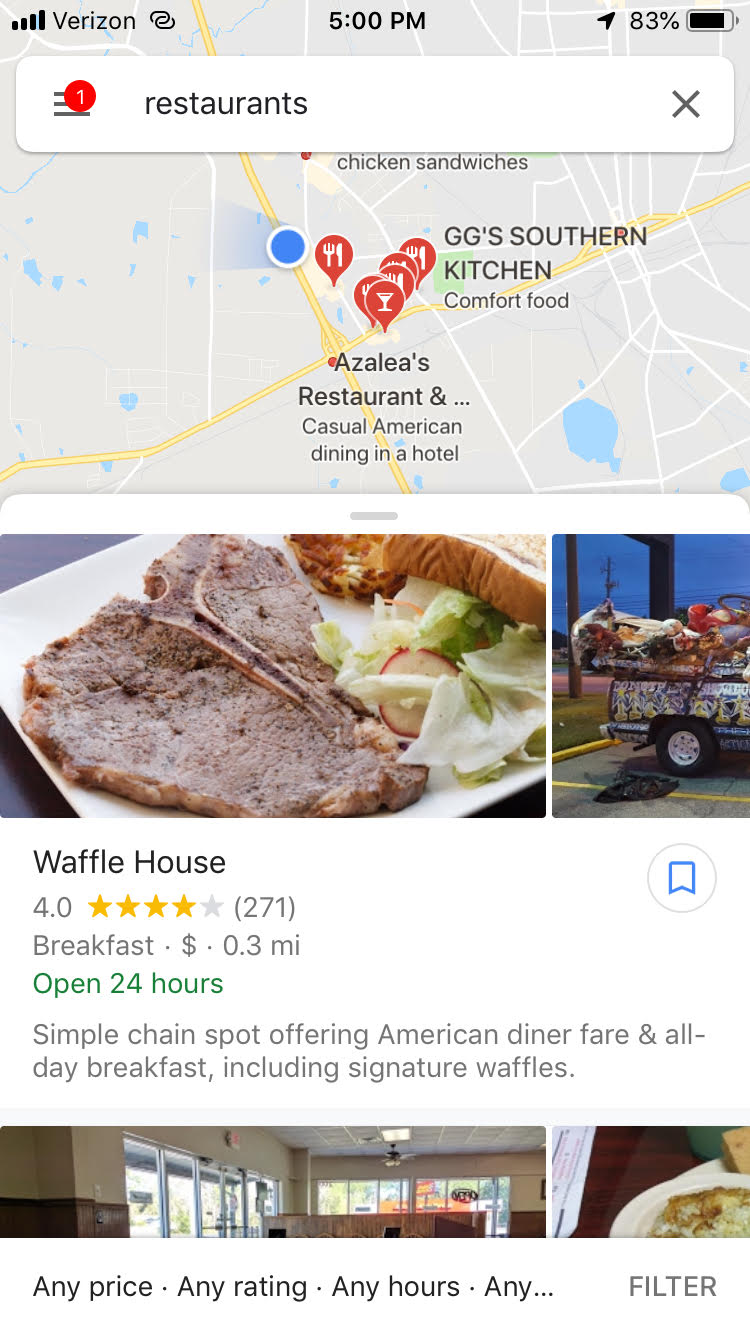 Verizon 5:00 PM 83%
1
restaurants
chicken sandwiches
GG'S SOUTHERN
KITCHEN
Comfort food
Azalea's
Restaurant & ...
Casual American
dining in a hotel
Waffle House
4.0 (271)
Breakfast · $ · 0.3 mi
Open 24 hours
Simple chain spot offering American diner fare & all-
day breakfast, including signature waffles.
OPEN
Any price · Any rating · Any hours · Any...
FILTER